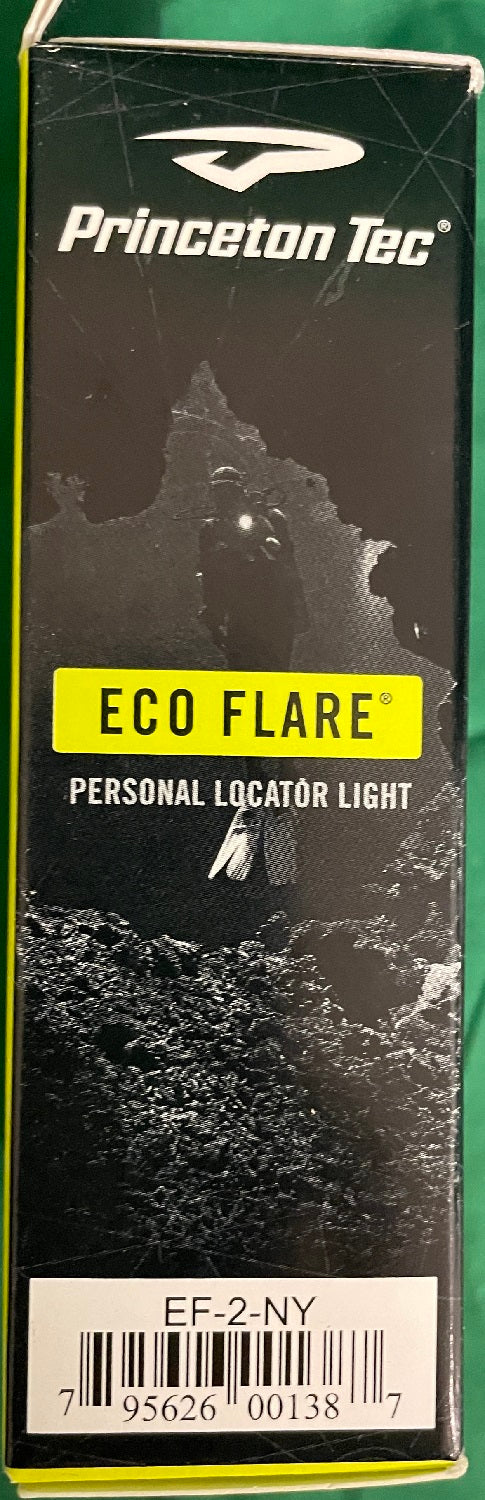 Princeton Tec®
ECO FLARE®
PERSONAL LOCATOR LIGHT
EF-2-NY
7 95626 00138 7